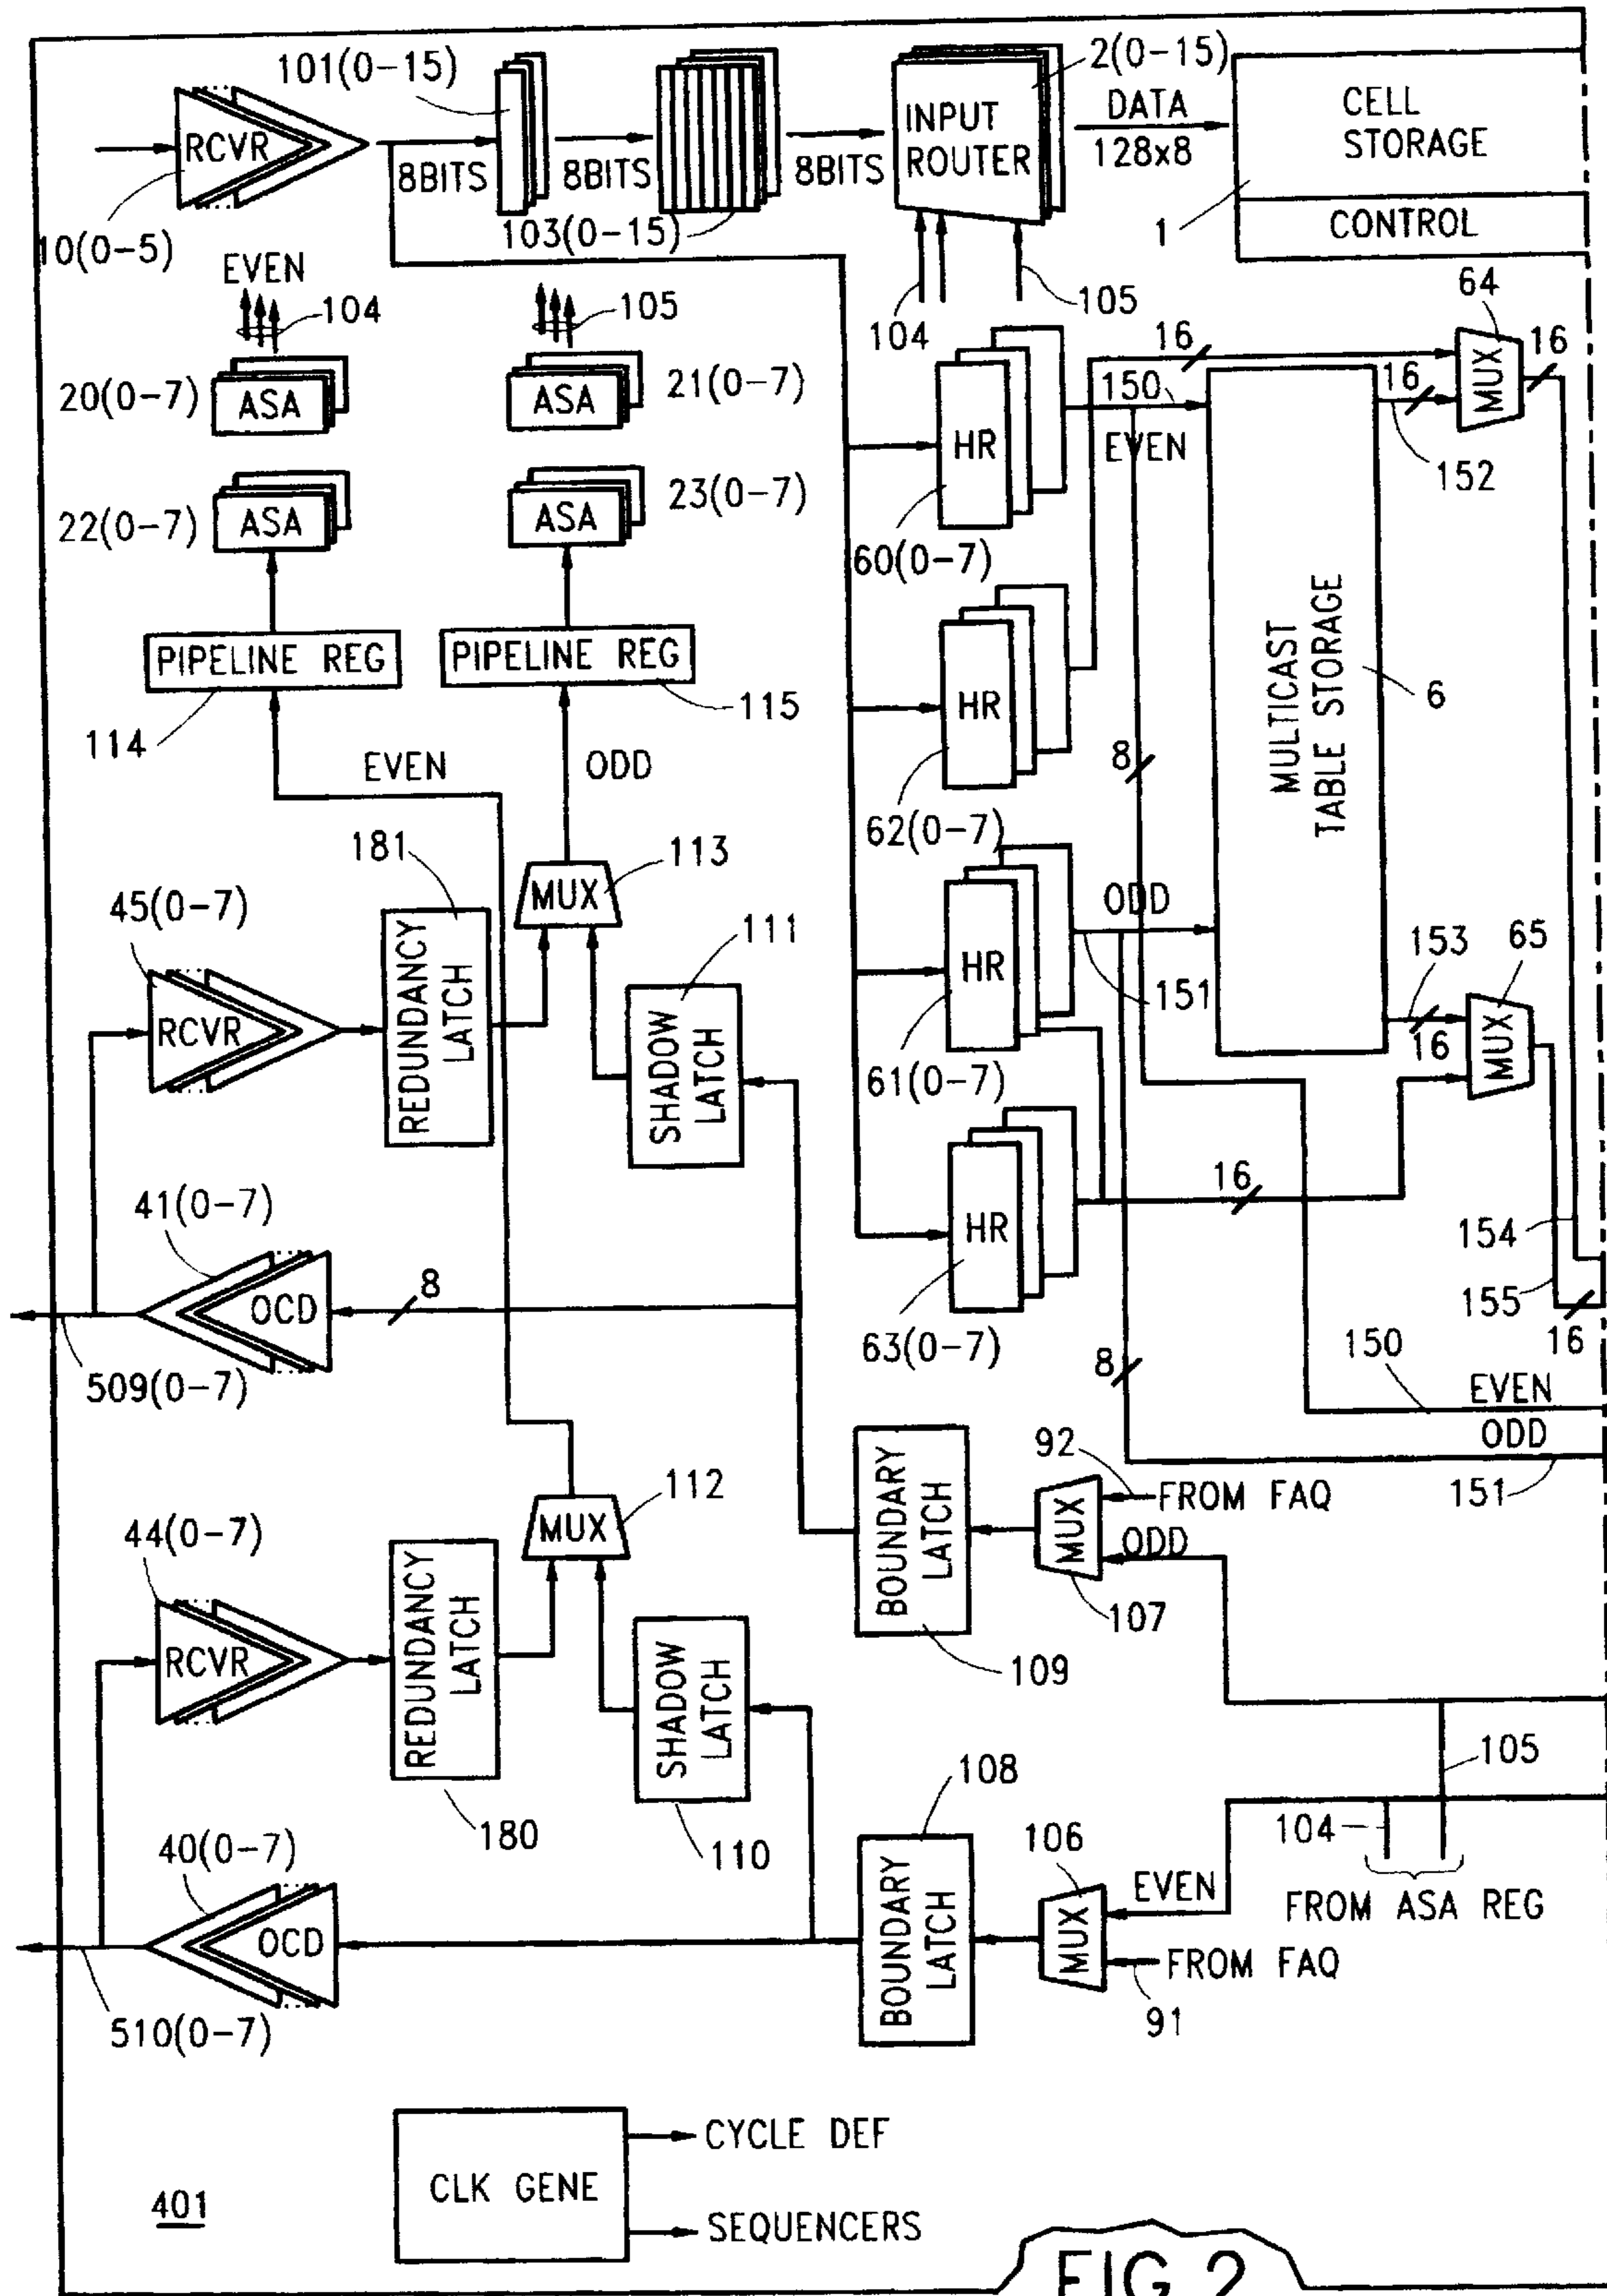 101(0-15)
2(0-15)
RCVR
8BITS
8BITS
8BITS
INPUT
ROUTER
DATA
128x8
CELL
STORAGE
CONTROL
1
10(0-5)
103(0-15)
EVEN
104
105
104
105
64
16
16
16
MUX
150
EVEN
152
20(0-7)
ASA
ASA
21(0-7)
22(0-7)
ASA
ASA
23(0-7)
HR
60(0-7)
PIPELINE REG
PIPELINE REG
114
115
HR
62(0-7)
8
MULTICAST
TABLE STORAGE
6
EVEN
ODD
181
113
MUX
45(0-7)
RCVR
REDUNDANCY
LATCH
111
SHADOW
LATCH
HR
61(0-7)
ODD
151
153
16
65
MUX
41(0-7)
OCD
8
509(0-7)
HR
63(0-7)
16
8
154
155
16
150
EVEN
ODD
151
112
MUX
44(0-7)
RCVR
REDUNDANCY
LATCH
180
SHADOW
LATCH
110
BOUNDARY
LATCH
109
92
FROM FAQ
MUX
ODD
107
105
104
FROM ASA REG
108
106
BOUNDARY
LATCH
MUX
EVEN
FROM FAQ
91
40(0-7)
OCD
510(0-7)
CLK GENE
CYCLE DEF
SEQUENCERS
401
FIG.2